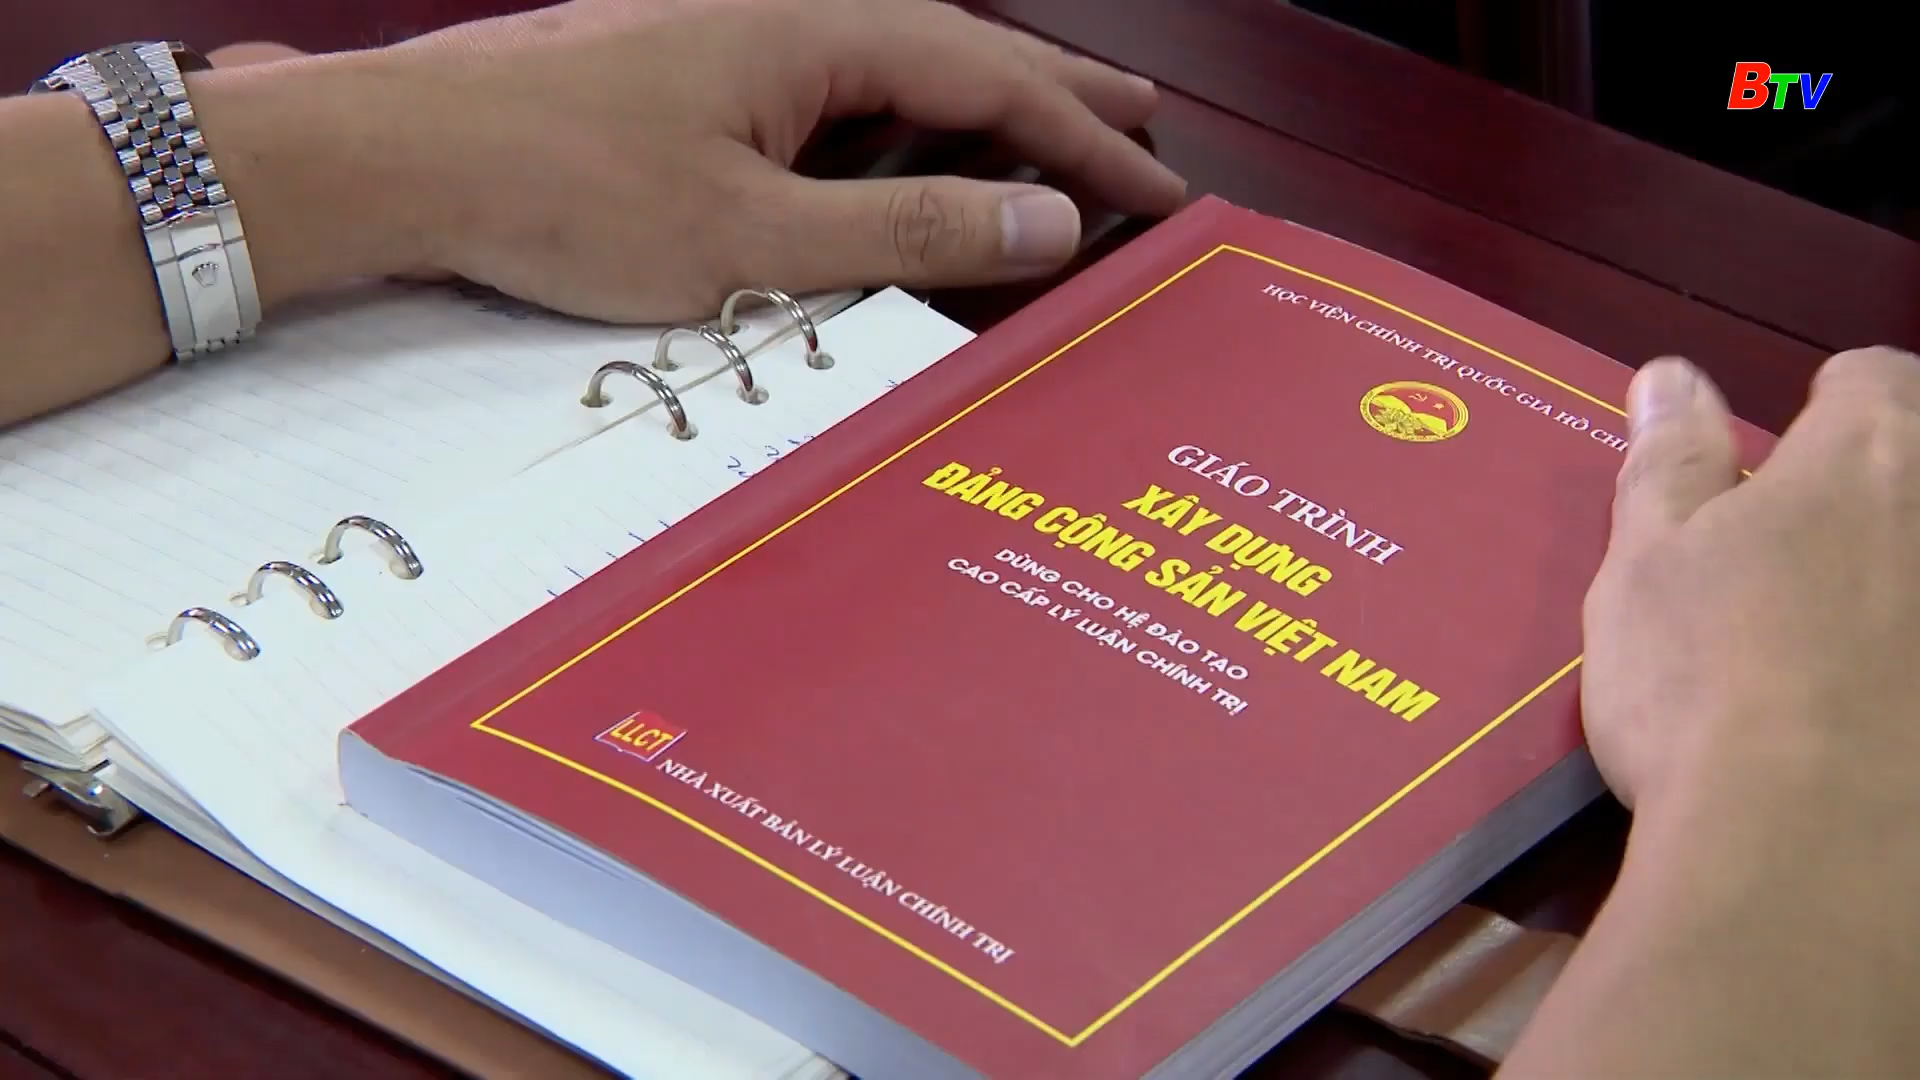 BTV
HỌC VIỆN CHÍNH TRỊ QUỐC GIA HỒ CHÍ
GIÁO TRÌNH
XÂY DỰNG
ĐẢNG CỘNG SẢN VIỆT NAM
DÙNG CHO HỆ ĐÀO TẠO
CAO CẤP LÝ LUẬN CHÍNH TRỊ
LLCT
NHÀ XUẤT BẢN LÝ LUẬN CHÍNH TRỊ